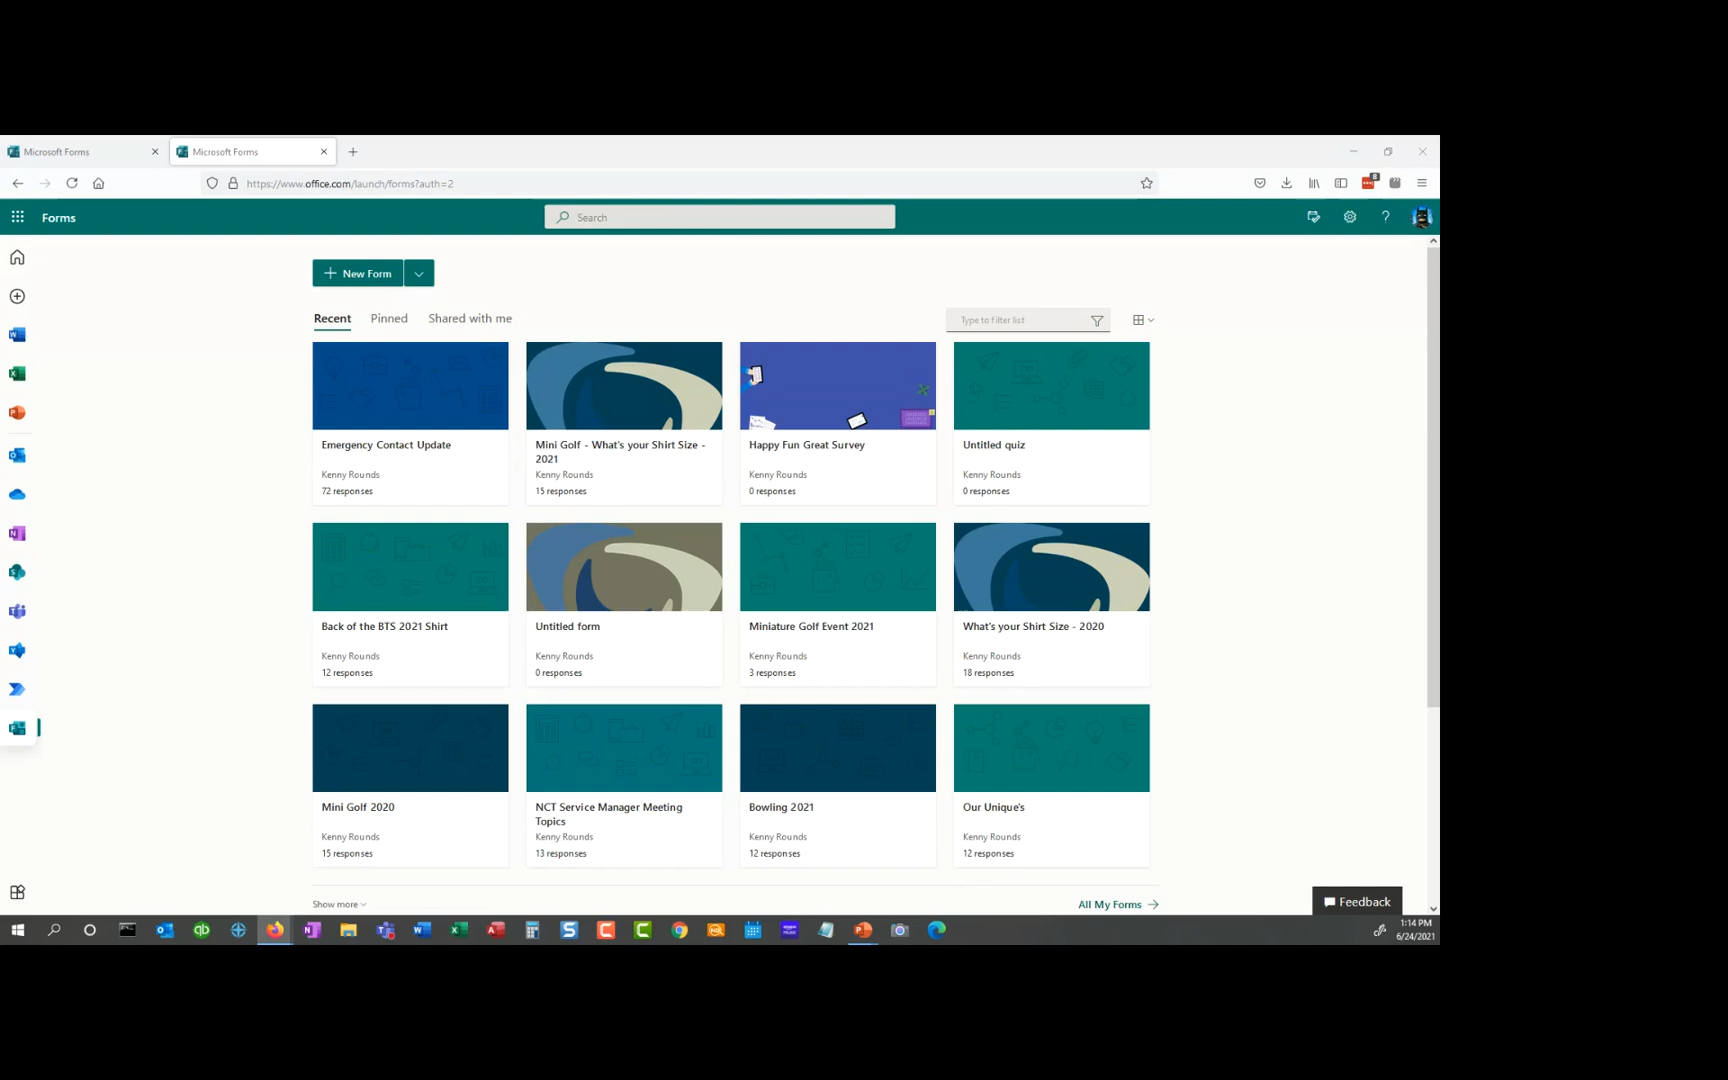 Microsoft Forms
Microsoft Forms
https://www.office.com/launch/forms?auth=2
8
Forms
Search
New Form
Recent
Pinned
Shared with me
Type to filter list
Emergency Contact Update
Kenny Rounds
72 responses
Mini Golf - What's your Shirt Size -
2021
Kenny Rounds
15 responses
Happy Fun Great Survey
Kenny Rounds
0 responses
Untitled quiz
Kenny Rounds
0 responses
Back of the BTS 2021 Shirt
Kenny Rounds
12 responses
Untitled form
Kenny Rounds
0 responses
Miniature Golf Event 2021
Kenny Rounds
3 responses
What's your Shirt Size - 2020
Kenny Rounds
18 responses
Mini Golf 2020
Kenny Rounds
15 responses
NCT Service Manager Meeting
Topics
Kenny Rounds
13 responses
Bowling 2021
Kenny Rounds
12 responses
Our Unique's
Kenny Rounds
12 responses
Show more
All My Forms
Feedback
1:14 PM
6/24/2021